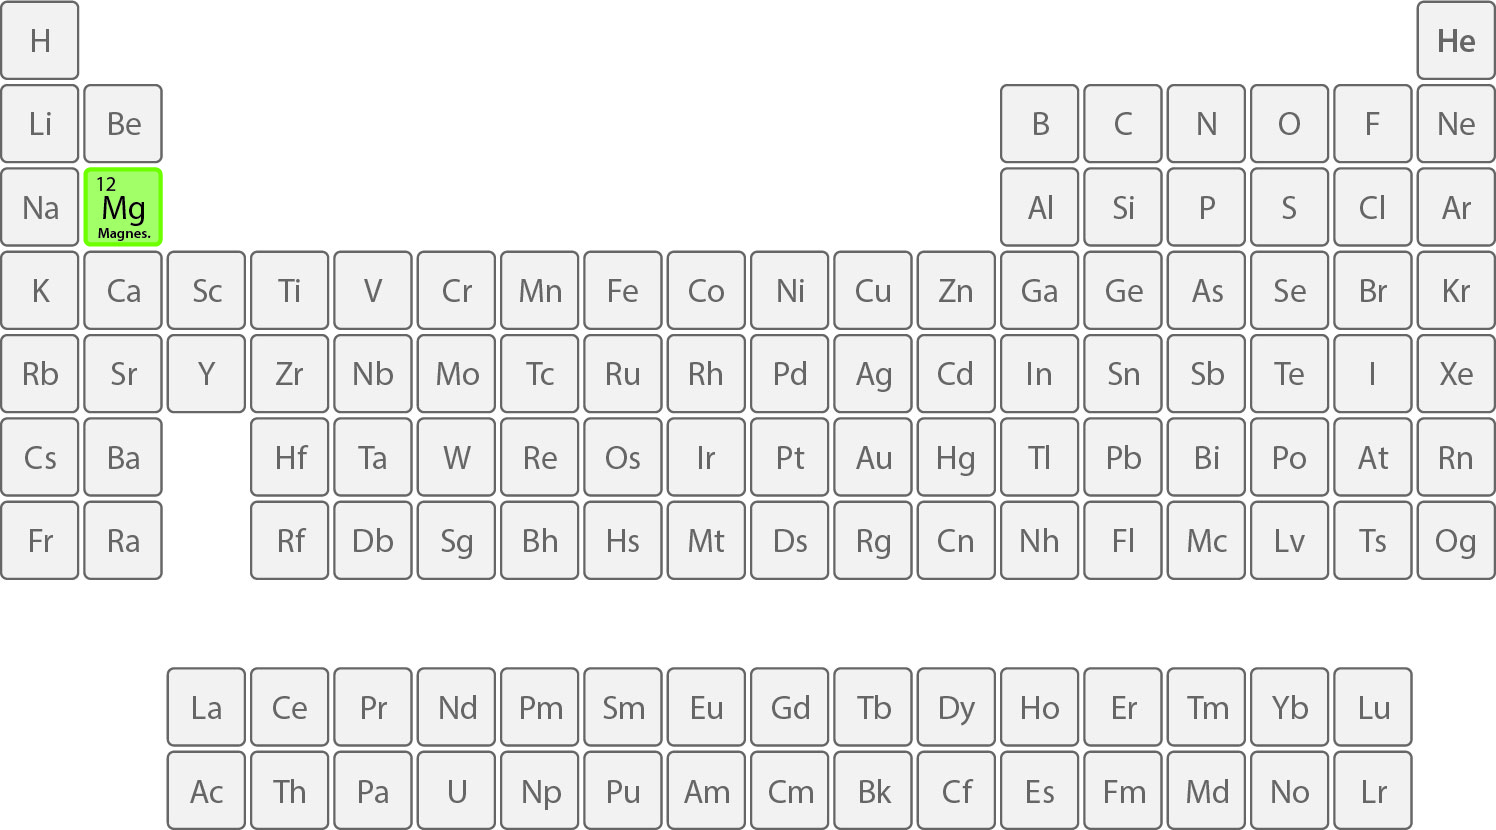 H He
Li Be B C N O F Ne
Na 12 Mg Magnes. Al Si P S Cl Ar
K Ca Sc Ti V Cr Mn Fe Co Ni Cu Zn Ga Ge As Se Br Kr
Rb Sr Y Zr Nb Mo Tc Ru Rh Pd Ag Cd In Sn Sb Te I Xe
Cs Ba Hf Ta W Re Os Ir Pt Au Hg Tl Pb Bi Po At Rn
Fr Ra Rf Db Sg Bh Hs Mt Ds Rg Cn Nh Fl Mc Lv Ts Og
La Ce Pr Nd Pm Sm Eu Gd Tb Dy Ho Er Tm Yb Lu
Ac Th Pa U Np Pu Am Cm Bk Cf Es Fm Md No Lr